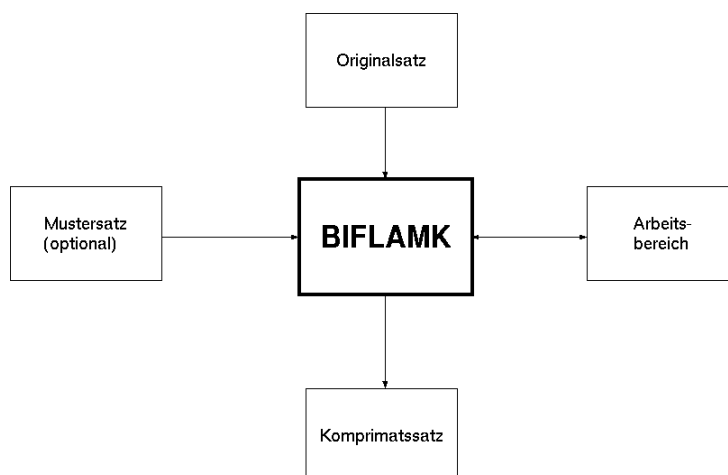 Originalsatz
Mustersatz
(optional)
BIFLAMK
Arbeits-
bereich
Komprimatssatz